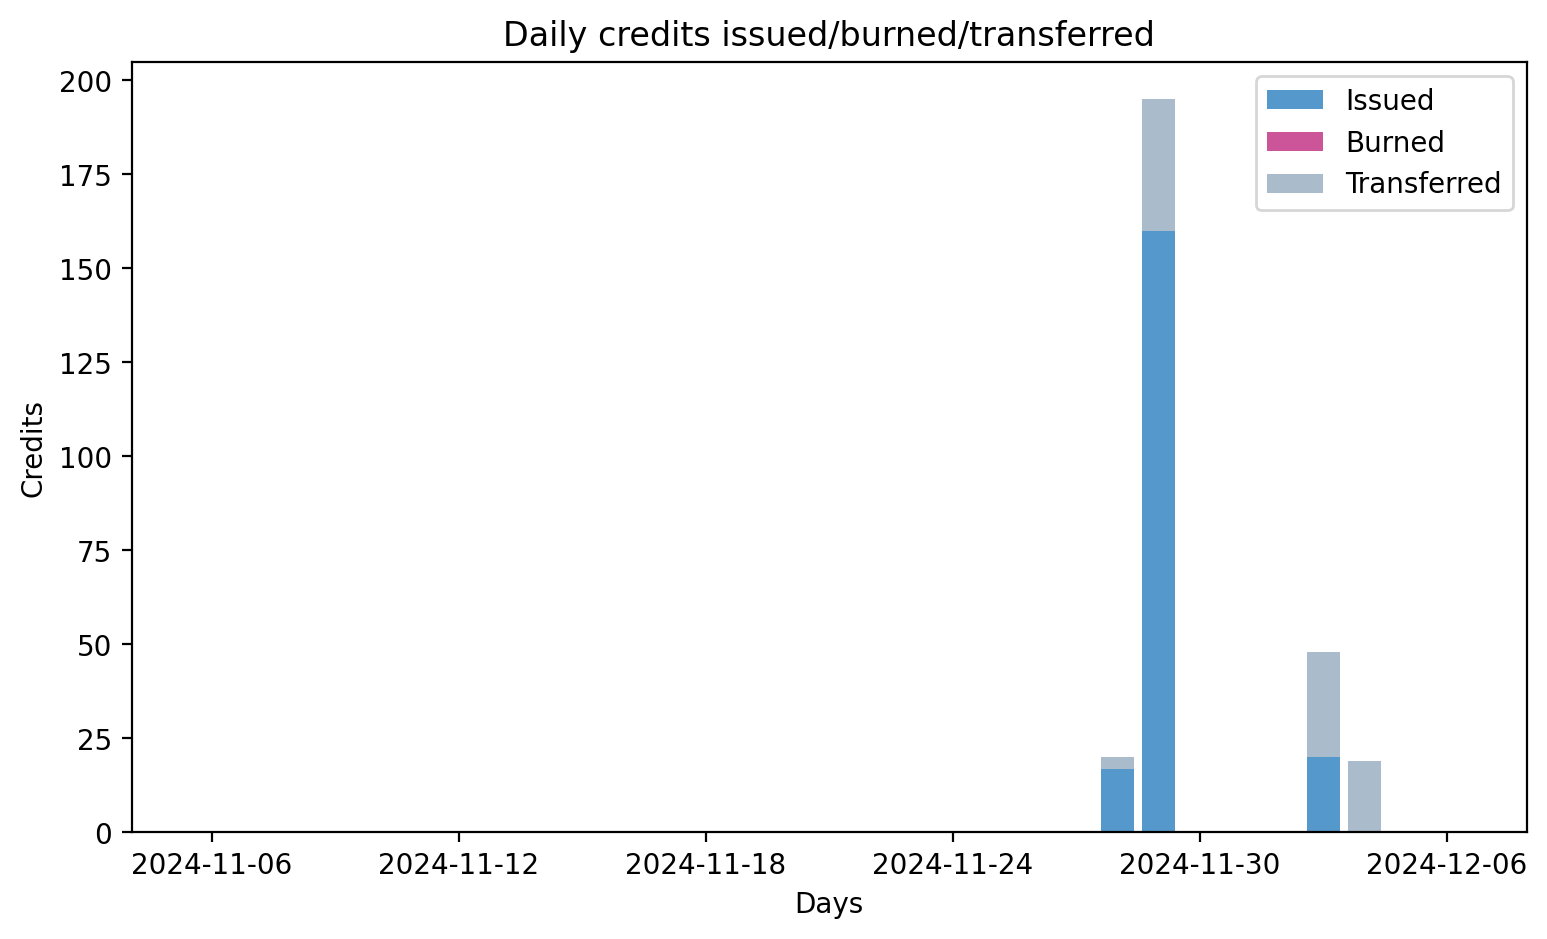 Daily credits issued/burned/transferred
Issued
Burned
Transferred
200
175
150
125
100
75
50
25
0
Credits
2024-11-06
2024-11-12
2024-11-18
2024-11-24
2024-11-30
2024-12-06
Days